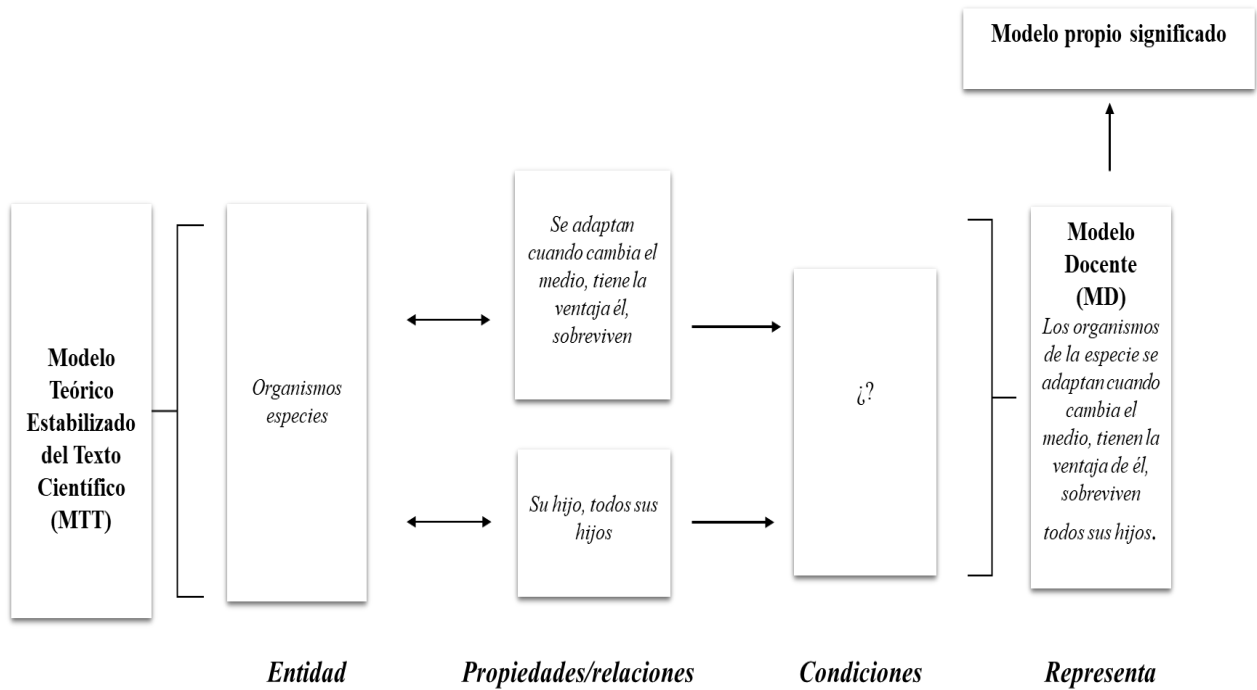 Modelo propio significado
Modelo
Teórico
Estabilizado
del Texto
Científico
(MTT)
Organismos
especies
Se adaptan
cuando cambia el
medio, tiene la
ventaja él,
sobreviven
Su hijo, todos sus
hijos
¿?
Modelo
Docente
(MD)
Los organismos
de la especie se
adaptan cuando
cambia el
medio, tienen la
ventaja de él,
sobreviven
todos sus hijos.
Entidad
Propiedades/relaciones
Condiciones
Representa